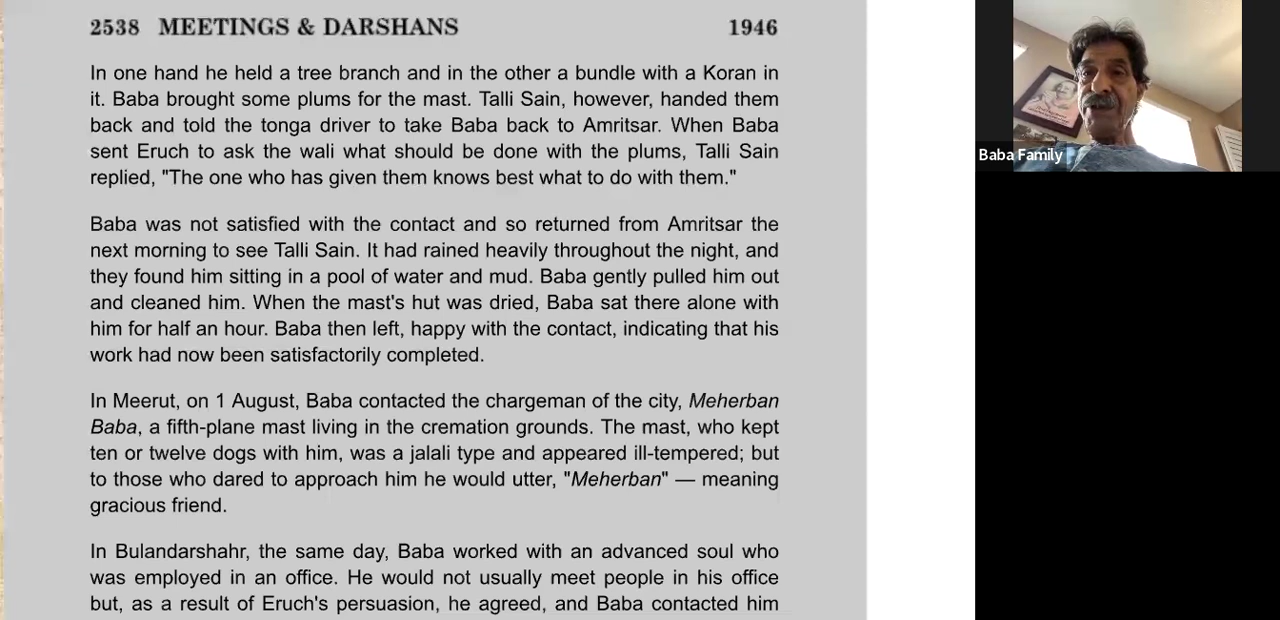 2538 MEETINGS & DARSHANS 1946
In one hand he held a tree branch and in the other a bundle with a Koran in
it. Baba brought some plums for the mast. Talli Sain, however, handed them
back and told the tonga driver to take Baba back to Amritsar. When Baba
sent Eruch to ask the wali what should be done with the plums, Talli Sain
replied, "The one who has given them knows best what to do with them."
Baba was not satisfied with the contact and so returned from Amritsar the
next morning to see Talli Sain. It had rained heavily throughout the night, and
they found him sitting in a pool of water and mud. Baba gently pulled him out
and cleaned him. When the mast's hut was dried, Baba sat there alone with
him for half an hour. Baba then left, happy with the contact, indicating that his
work had now been satisfactorily completed.
In Meerut, on 1 August, Baba contacted the chargeman of the city, Meherban
Baba, a fifth-plane mast living in the cremation grounds. The mast, who kept
ten or twelve dogs with him, was a jalali type and appeared ill-tempered; but
to those who dared to approach him he would utter, "Meherban" — meaning
gracious friend.
In Bulandarshahr, the same day, Baba worked with an advanced soul who
was employed in an office. He would not usually meet people in his office
but, as a result of Eruch's persuasion, he agreed, and Baba contacted him
Baba Family